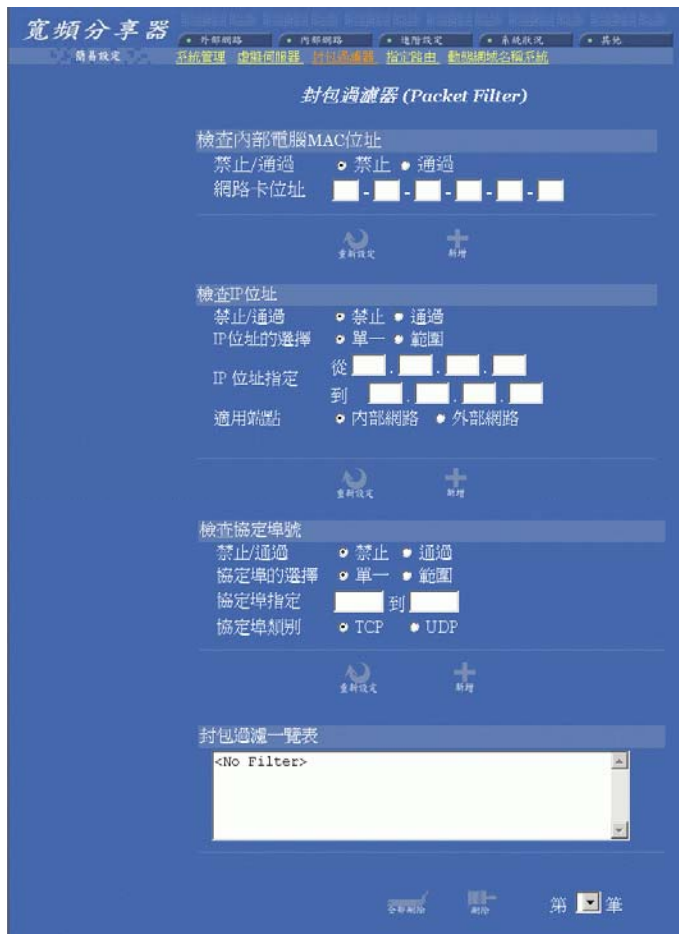 寬頻分享器
• 外部網路 • 內部網路 • 進階設定 • 系統狀況 • 其他
簡易設定 系統管理 虛擬伺服器 封包過濾器 指定路由 動態網域名稱系統
封包過濾器 (Packet Filter)
檢查內部電腦MAC位址
禁止/通過 禁止 通過
網路卡位址 - - - - -
重新設定 新增
檢查IP位址
禁止/通過 禁止 通過
IP位址的選擇 單一 範圍
IP 位址指定
從 . . .
到 . . .
適用端點 內部網路 外部網路
重新設定 新增
檢查協定埠號
禁止/通過 禁止 通過
協定埠的選擇 單一 範圍
協定埠指定 到
協定埠類別 TCP UDP
重新設定 新增
封包過濾一覽表
<No Filter>
全部刪除 刪除 第 筆